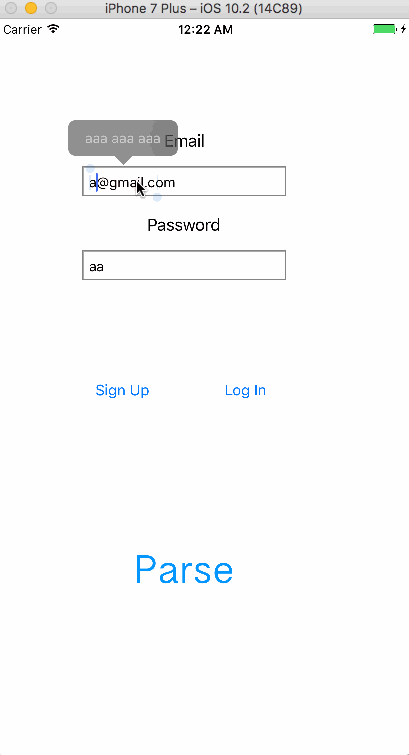 iPhone 7 Plus – iOS 10.2 (14C89)
Carrier 12:22 AM
aaa aaa aaa
Email
a@gmail.com
Password
aa
Sign Up Log In
Parse